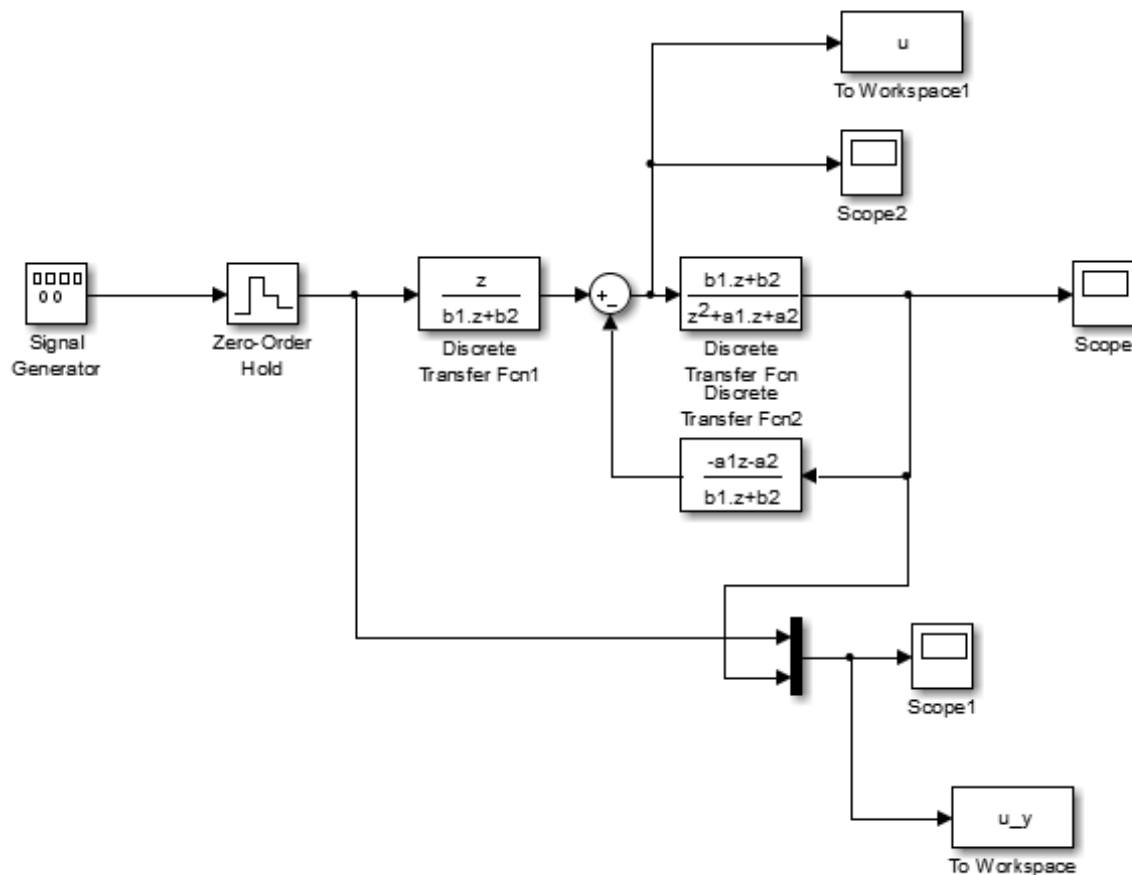 u
To Workspace1
Scope2
Signal
Generator
Zero-Order
Hold
z
b1.z+b2
Discrete
Transfer Fcn1
+
-
b1.z+b2
z²+a1.z+a2
Discrete
Transfer Fcn
Scope
Discrete
Transfer Fcn2
-a1z-a2
b1.z+b2
Scope1
u_y
To Workspace